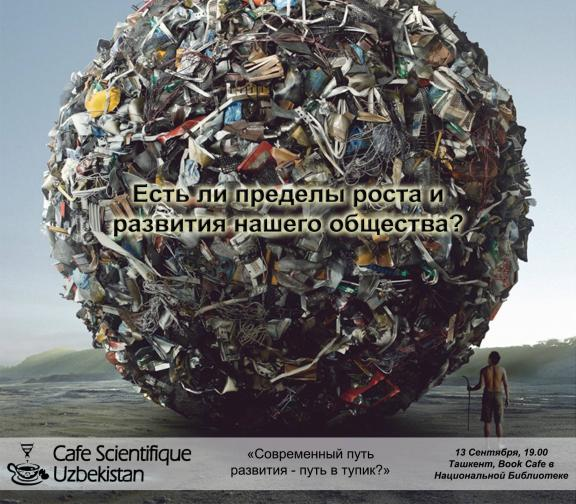 Есть ли пределы роста и
развития нашего общества?
Cafe Scientifique
Uzbekistan
«Современный путь
развития - путь в тупик?»
13 Сентября, 19.00
Ташкент, Book Cafe в
Национальной Библиотеке